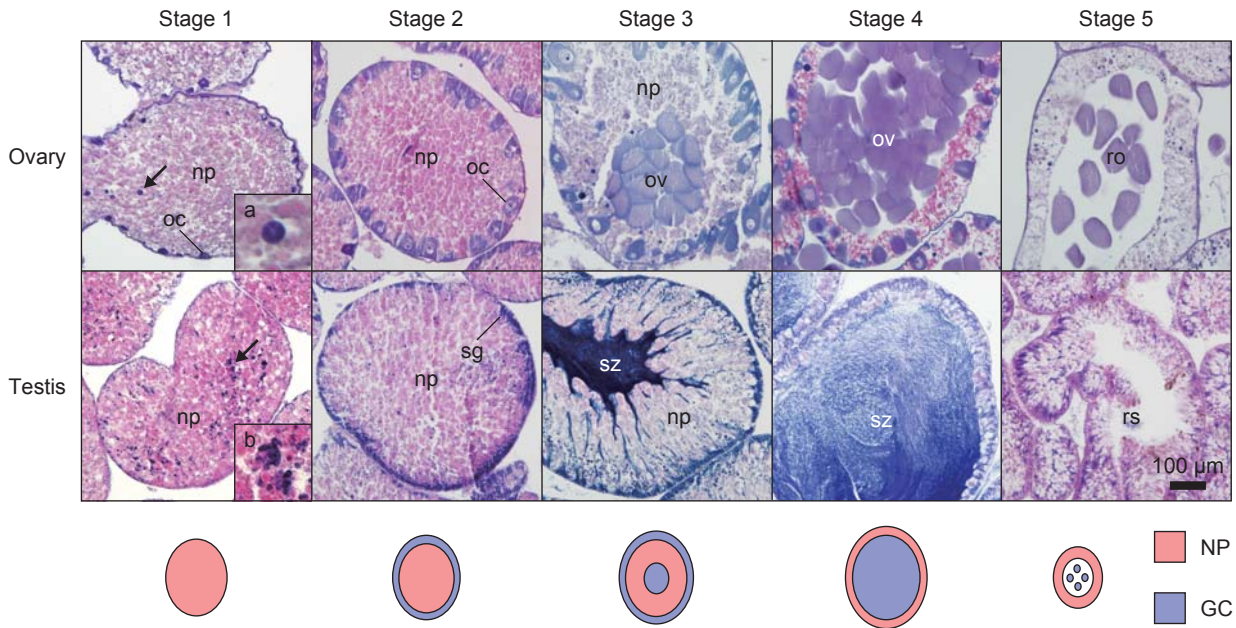 Stage 1 Stage 2 Stage 3 Stage 4 Stage 5
Ovary
np
oc
a
np
oc
np
ov
ov
ro
Testis
np
b
sg
np
sz
np
sz
rs
100 µm
NP
GC